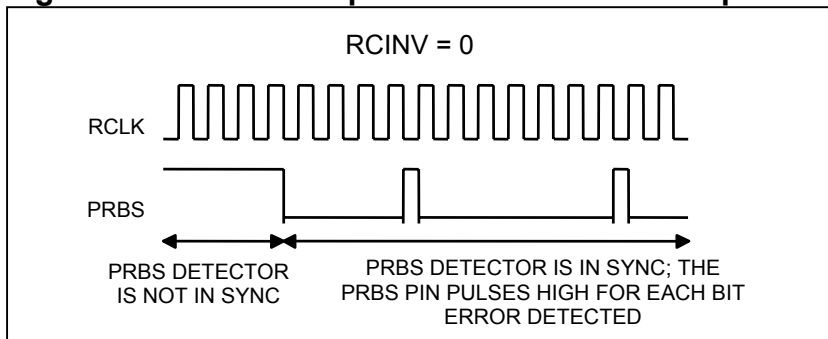 RCINV = 0
RCLK
PRBS
PRBS DETECTOR
IS NOT IN SYNC
PRBS DETECTOR IS IN SYNC; THE
PRBS PIN PULSES HIGH FOR EACH BIT
ERROR DETECTED